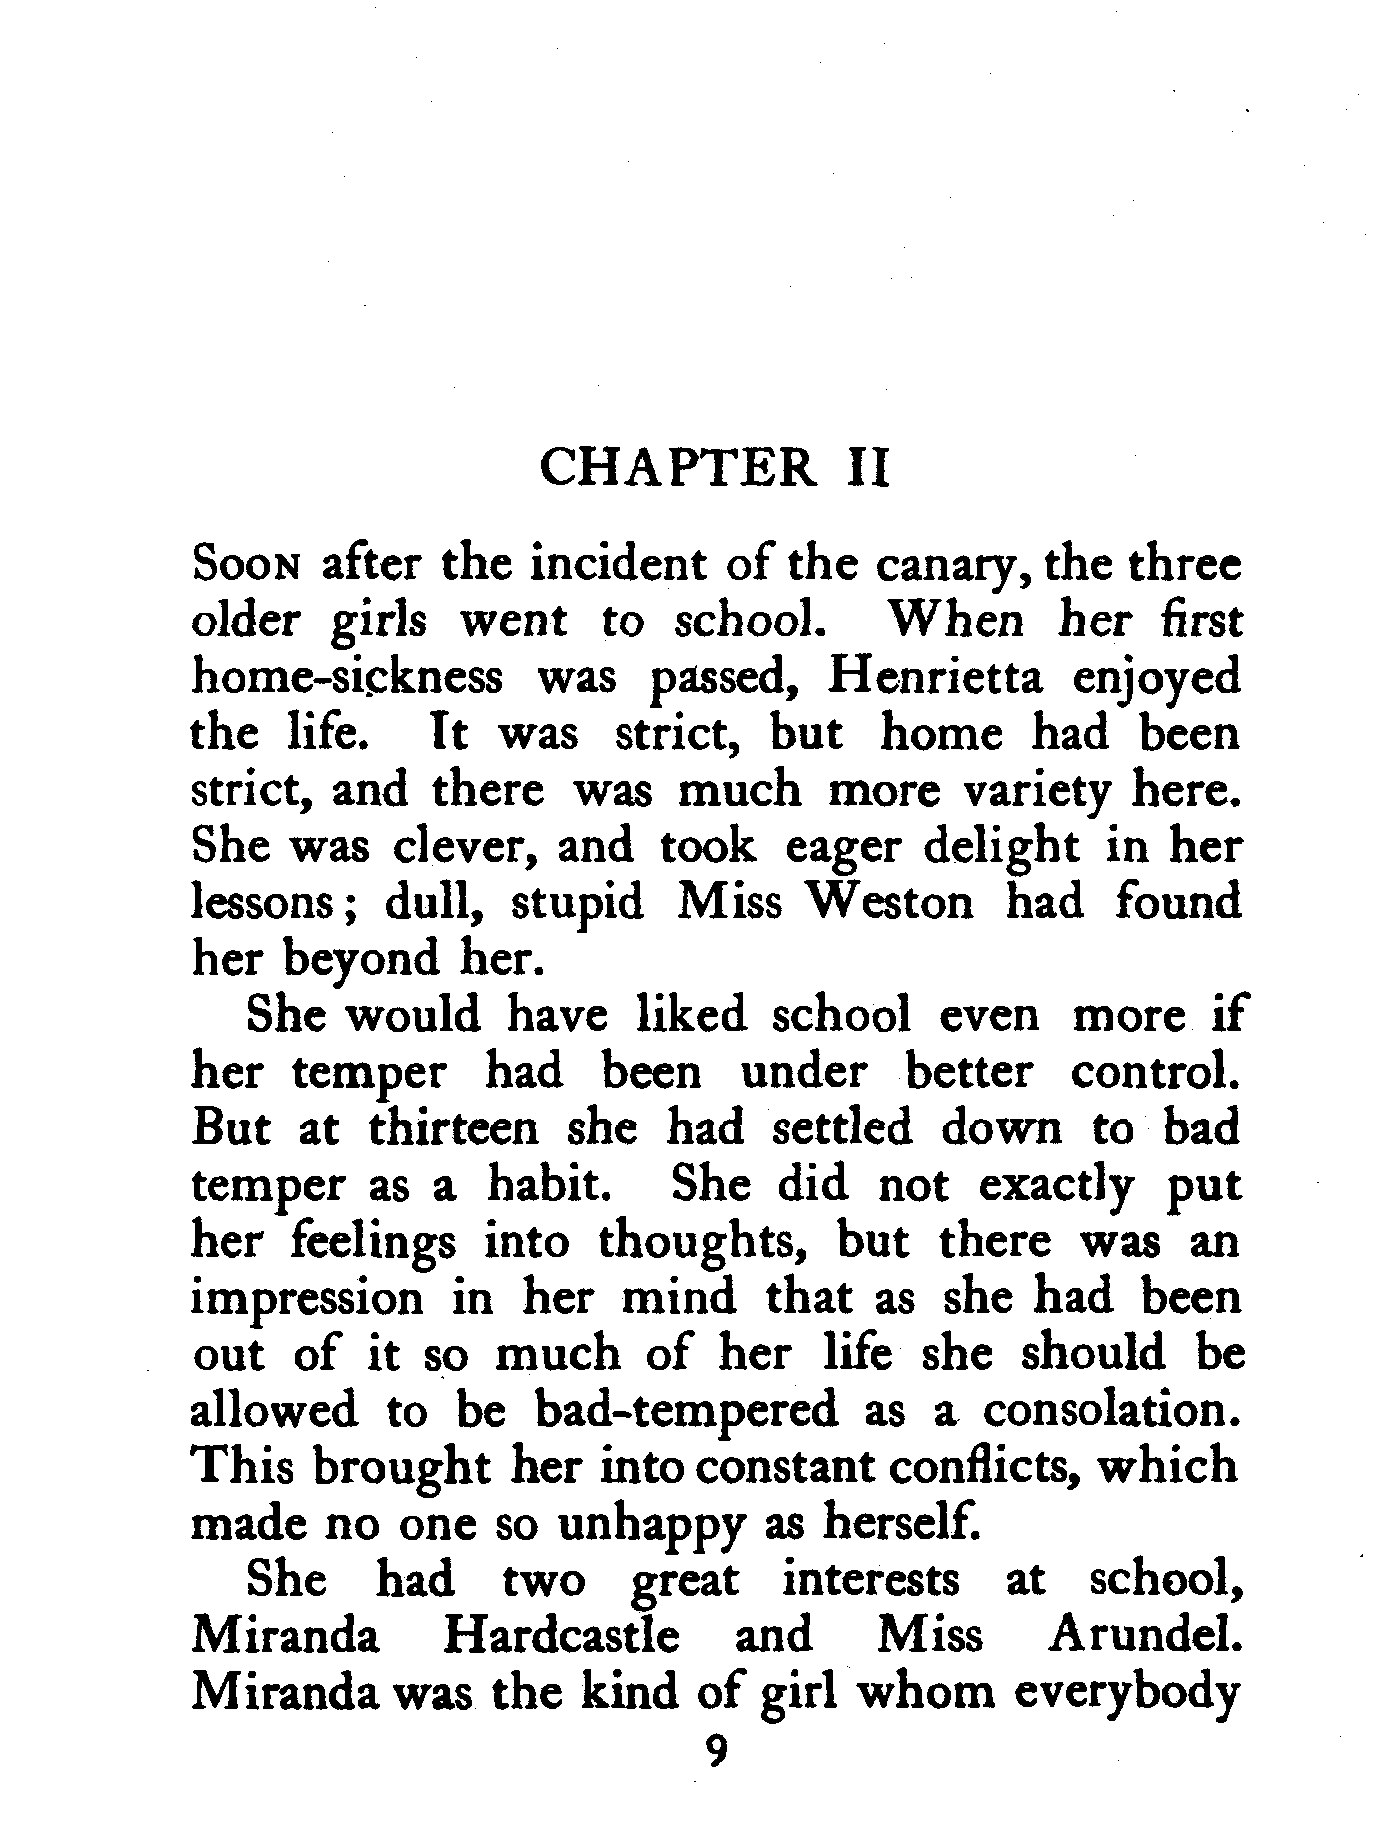 CHAPTER II
Soon after the incident of the canary, the three
older girls went to school. When her first
home-sickness was passed, Henrietta enjoyed
the life. It was strict, but home had been
strict, and there was much more variety here.
She was clever, and took eager delight in her
lessons; dull, stupid Miss Weston had found
her beyond her.
She would have liked school even more if
her temper had been under better control.
But at thirteen she had settled down to bad
temper as a habit. She did not exactly put
her feelings into thoughts, but there was an
impression in her mind that as she had been
out of it so much of her life she should be
allowed to be bad-tempered as a consolation.
This brought her into constant conflicts, which
made no one so unhappy as herself.
She had two great interests at school,
Miranda Hardcastle and Miss Arundel.
Miranda was the kind of girl whom everybody
9